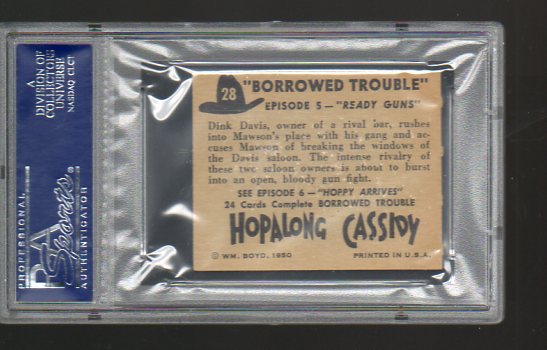 A
DIVISION OF
COLLECTORS
UNIVERSE
NASDAQ: CLCT
PROFESSIONAL
PSA
Sports®
AUTHENTICATOR
28
"BORROWED TROUBLE"
EPISODE 5—"READY GUNS"
Dink Davis, owner of a rival bar, rushes
into Mawson's place with his gang and ac-
cuses Mawson of breaking the windows of
the Davis saloon. The intense rivalry of
these two saloon owners is about to burst
into an open, bloody gun fight.
SEE EPISODE 6—"HOPPY ARRIVES"
24 Cards Complete BORROWED TROUBLE
HOPALONG CASSIDY
© WM. BOYD, 1950
PRINTED IN U.S.A.